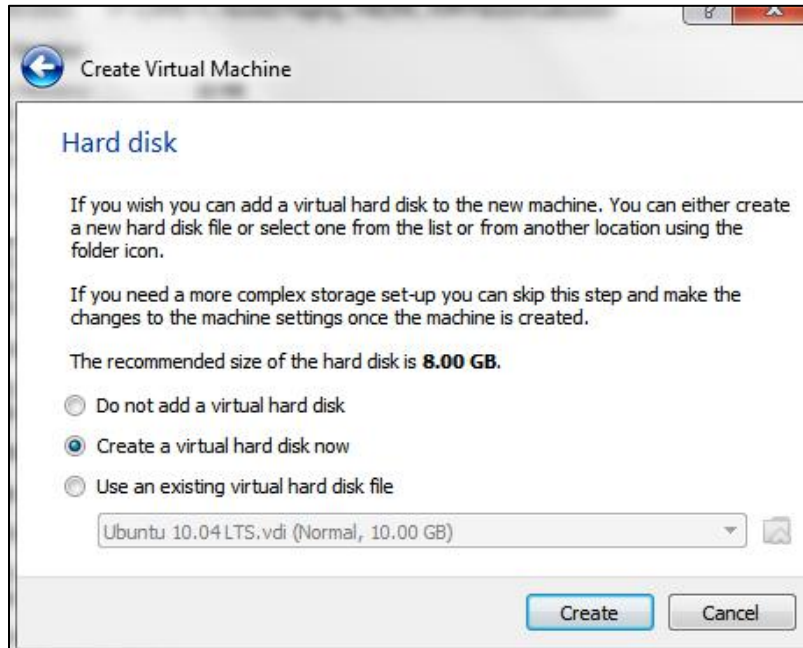 Create Virtual Machine
Hard disk
If you wish you can add a virtual hard disk to the new machine. You can either create
a new hard disk file or select one from the list or from another location using the
folder icon.
If you need a more complex storage set-up you can skip this step and make the
changes to the machine settings once the machine is created.
The recommended size of the hard disk is 8.00 GB.
Do not add a virtual hard disk
Create a virtual hard disk now
Use an existing virtual hard disk file
Ubuntu 10.04 LTS.vdi (Normal, 10.00 GB)
Create Cancel